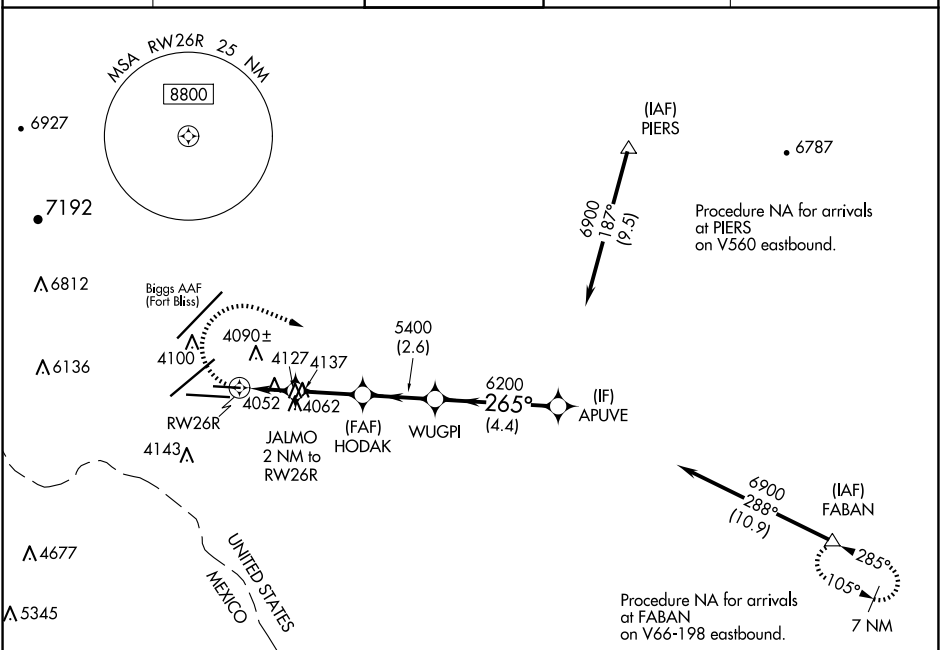 MSA RW26R 25 NM
8800
6927
7192
6812
6136
(IAF)
PIERS
6787
6900
187°
(9.5)
Procedure NA for arrivals
at PIERS
on V560 eastbound.
Biggs AAF
(Fort Bliss)
4100
4090±
4127
4137
4052
4062
RW26R
JALMO
2 NM to
RW26R
(FAF)
HODAK
5400
(2.6)
WUGPI
6200
265°
(4.4)
(IF)
APUVE
4143
6900
288°
(10.9)
(IAF)
FABAN
285°
105°
7 NM
4677
5345
UNITED STATES
MEXICO
Procedure NA for arrivals
at FABAN
on V66-198 eastbound.